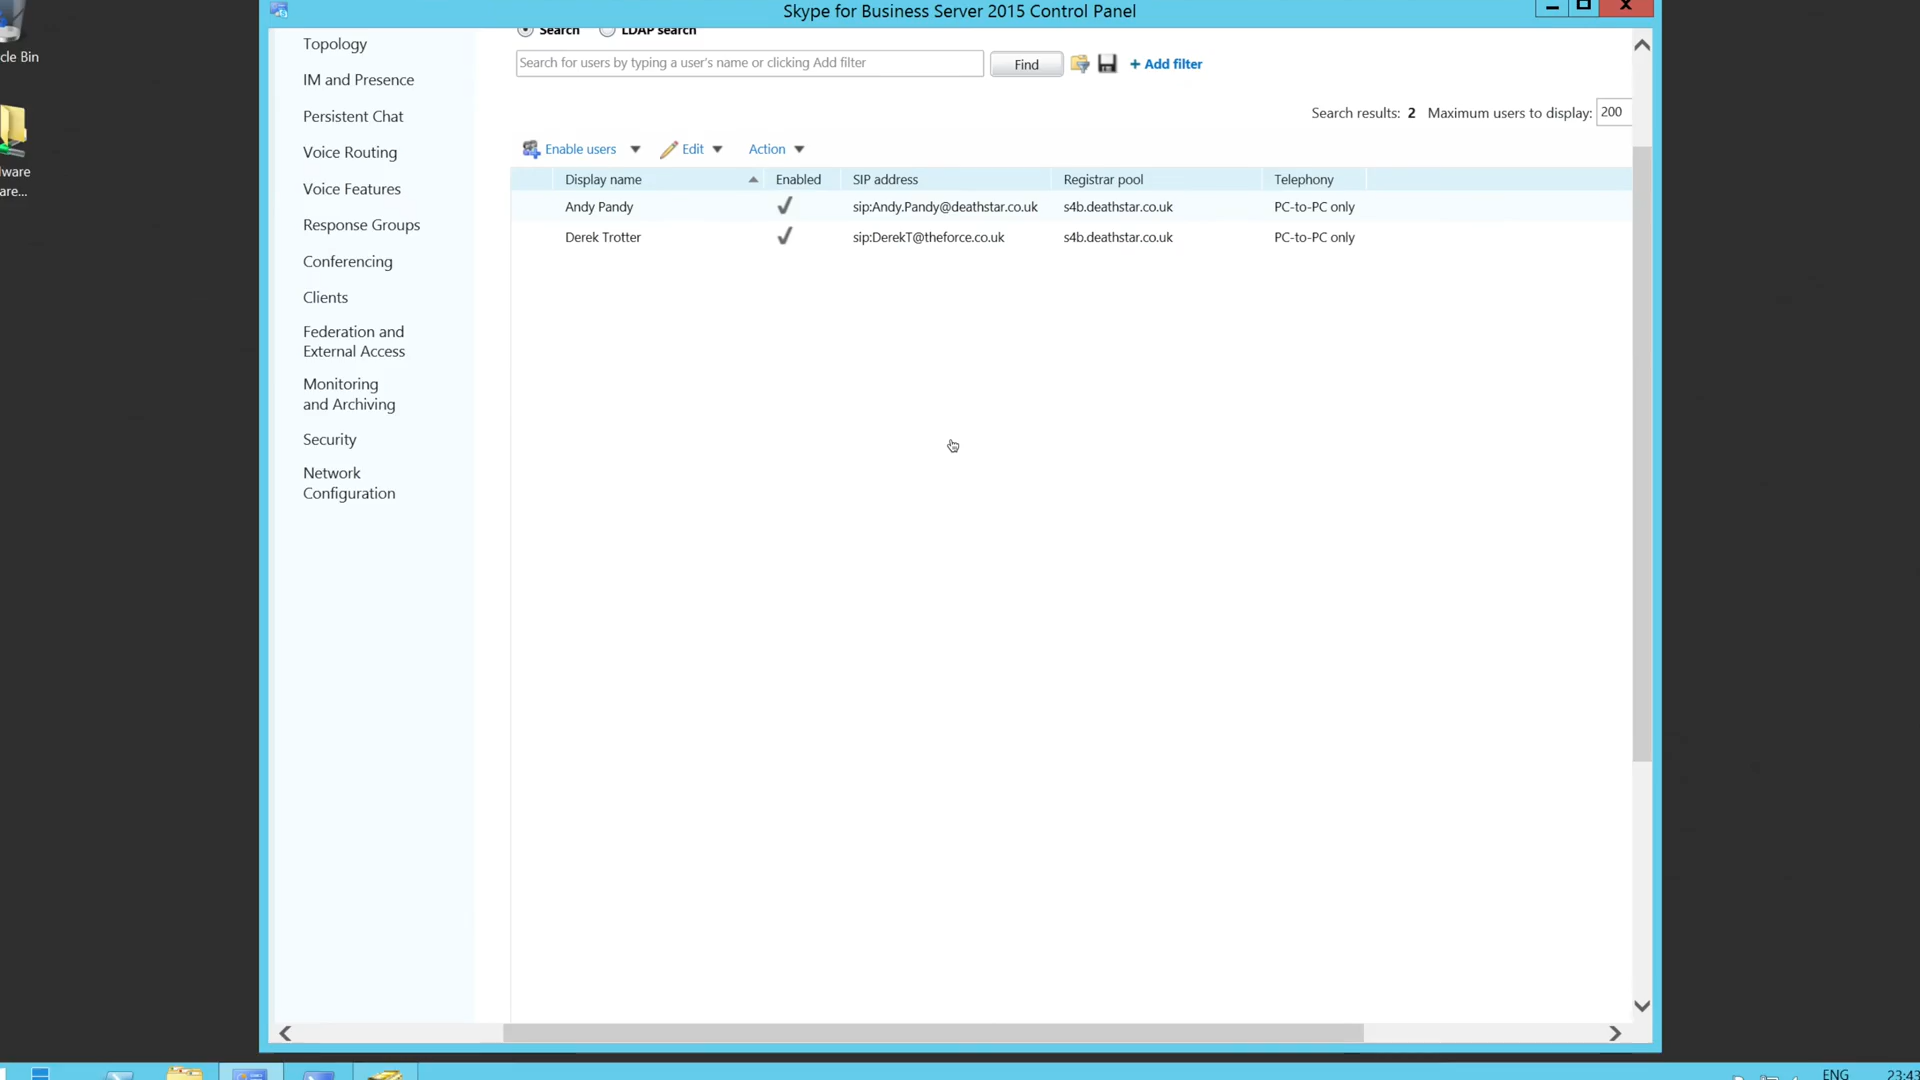 Skype for Business Server 2015 Control Panel
cle Bin
lware
are...
Topology
IM and Presence
Persistent Chat
Voice Routing
Voice Features
Response Groups
Conferencing
Clients
Federation and
External Access
Monitoring
and Archiving
Security
Network
Configuration
Search LDAP search
Search for users by typing a user's name or clicking Add filter Find + Add filter
Search results: 2 Maximum users to display: 200
Enable users Edit Action
Display name Enabled SIP address Registrar pool Telephony
Andy Pandy sip:Andy.Pandy@deathstar.co.uk s4b.deathstar.co.uk PC-to-PC only
Derek Trotter sip:DerekT@theforce.co.uk s4b.deathstar.co.uk PC-to-PC only
ENG 23:43